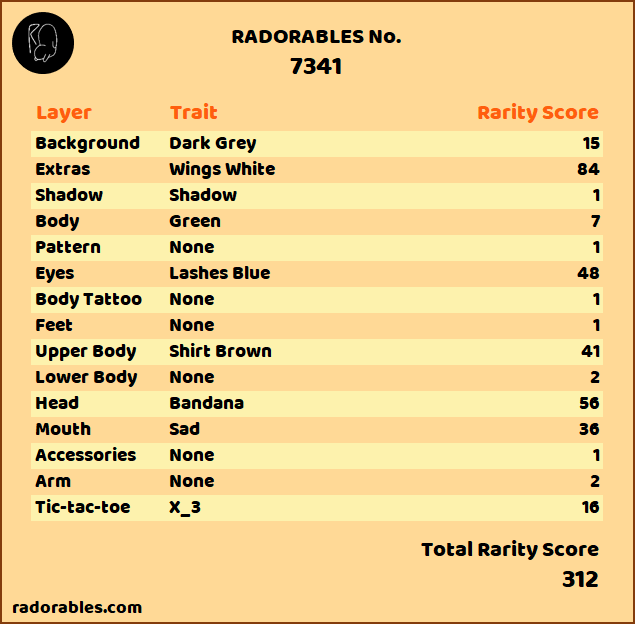 RADORABLES No.
7341
Layer Trait Rarity Score
Background Dark Grey 15
Extras Wings White 84
Shadow Shadow 1
Body Green 7
Pattern None 1
Eyes Lashes Blue 48
Body Tattoo None 1
Feet None 1
Upper Body Shirt Brown 41
Lower Body None 2
Head Bandana 56
Mouth Sad 36
Accessories None 1
Arm None 2
Tic-tac-toe X_3 16
Total Rarity Score
312
radorables.com